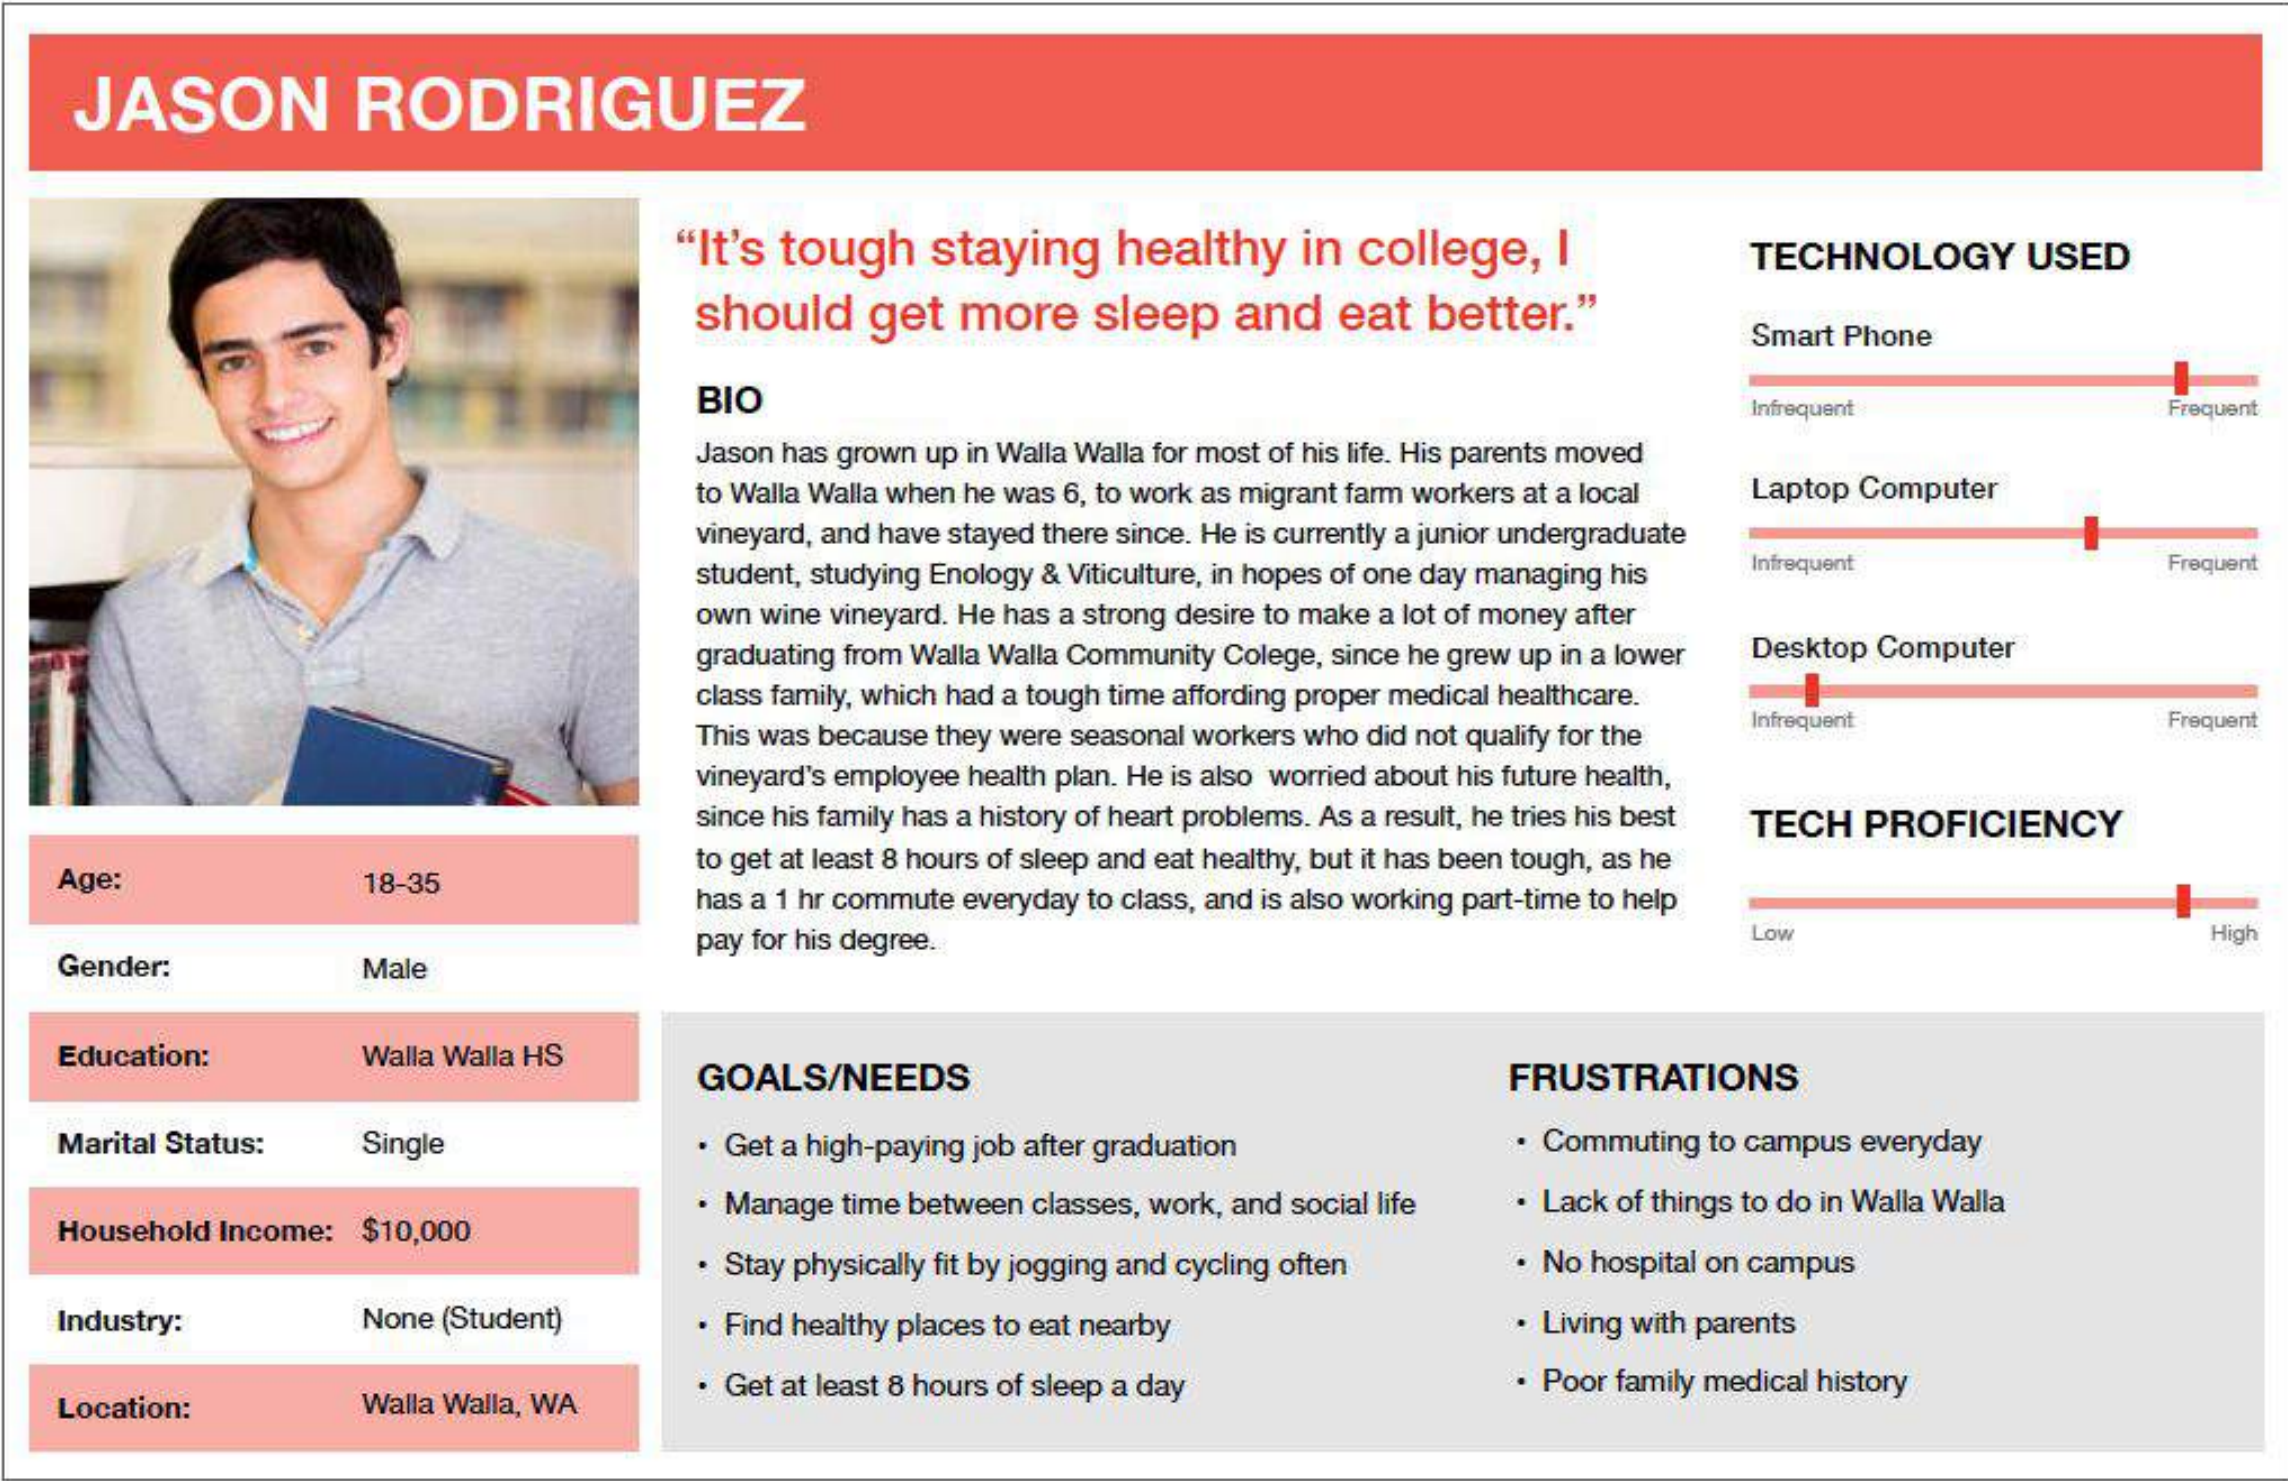 JASON RODRIGUEZ
“It’s tough staying healthy in college, I
should get more sleep and eat better.”
BIO
Jason has grown up in Walla Walla for most of his life. His parents moved
to Walla Walla when he was 6, to work as migrant farm workers at a local
vineyard, and have stayed there since. He is currently a junior undergraduate
student, studying Enology & Viticulture, in hopes of one day managing his
own wine vineyard. He has a strong desire to make a lot of money after
graduating from Walla Walla Community Colege, since he grew up in a lower
class family, which had a tough time affording proper medical healthcare.
This was because they were seasonal workers who did not qualify for the
vineyard’s employee health plan. He is also  worried about his future health,
since his family has a history of heart problems. As a result, he tries his best
to get at least 8 hours of sleep and eat healthy, but it has been tough, as he
has a 1 hr commute everyday to class, and is also working part-time to help
pay for his degree.
TECHNOLOGY USED
Smart Phone
Infrequent Frequent
Laptop Computer
Infrequent Frequent
Desktop Computer
Infrequent Frequent
TECH PROFICIENCY
Low High
Age: 18-35
Gender: Male
Education: Walla Walla HS
Marital Status: Single
Household Income: $10,000
Industry: None (Student)
Location: Walla Walla, WA
GOALS/NEEDS
• Get a high-paying job after graduation
• Manage time between classes, work, and social life
• Stay physically fit by jogging and cycling often
• Find healthy places to eat nearby
• Get at least 8 hours of sleep a day
FRUSTRATIONS
• Commuting to campus everyday
• Lack of things to do in Walla Walla
• No hospital on campus
• Living with parents
• Poor family medical history